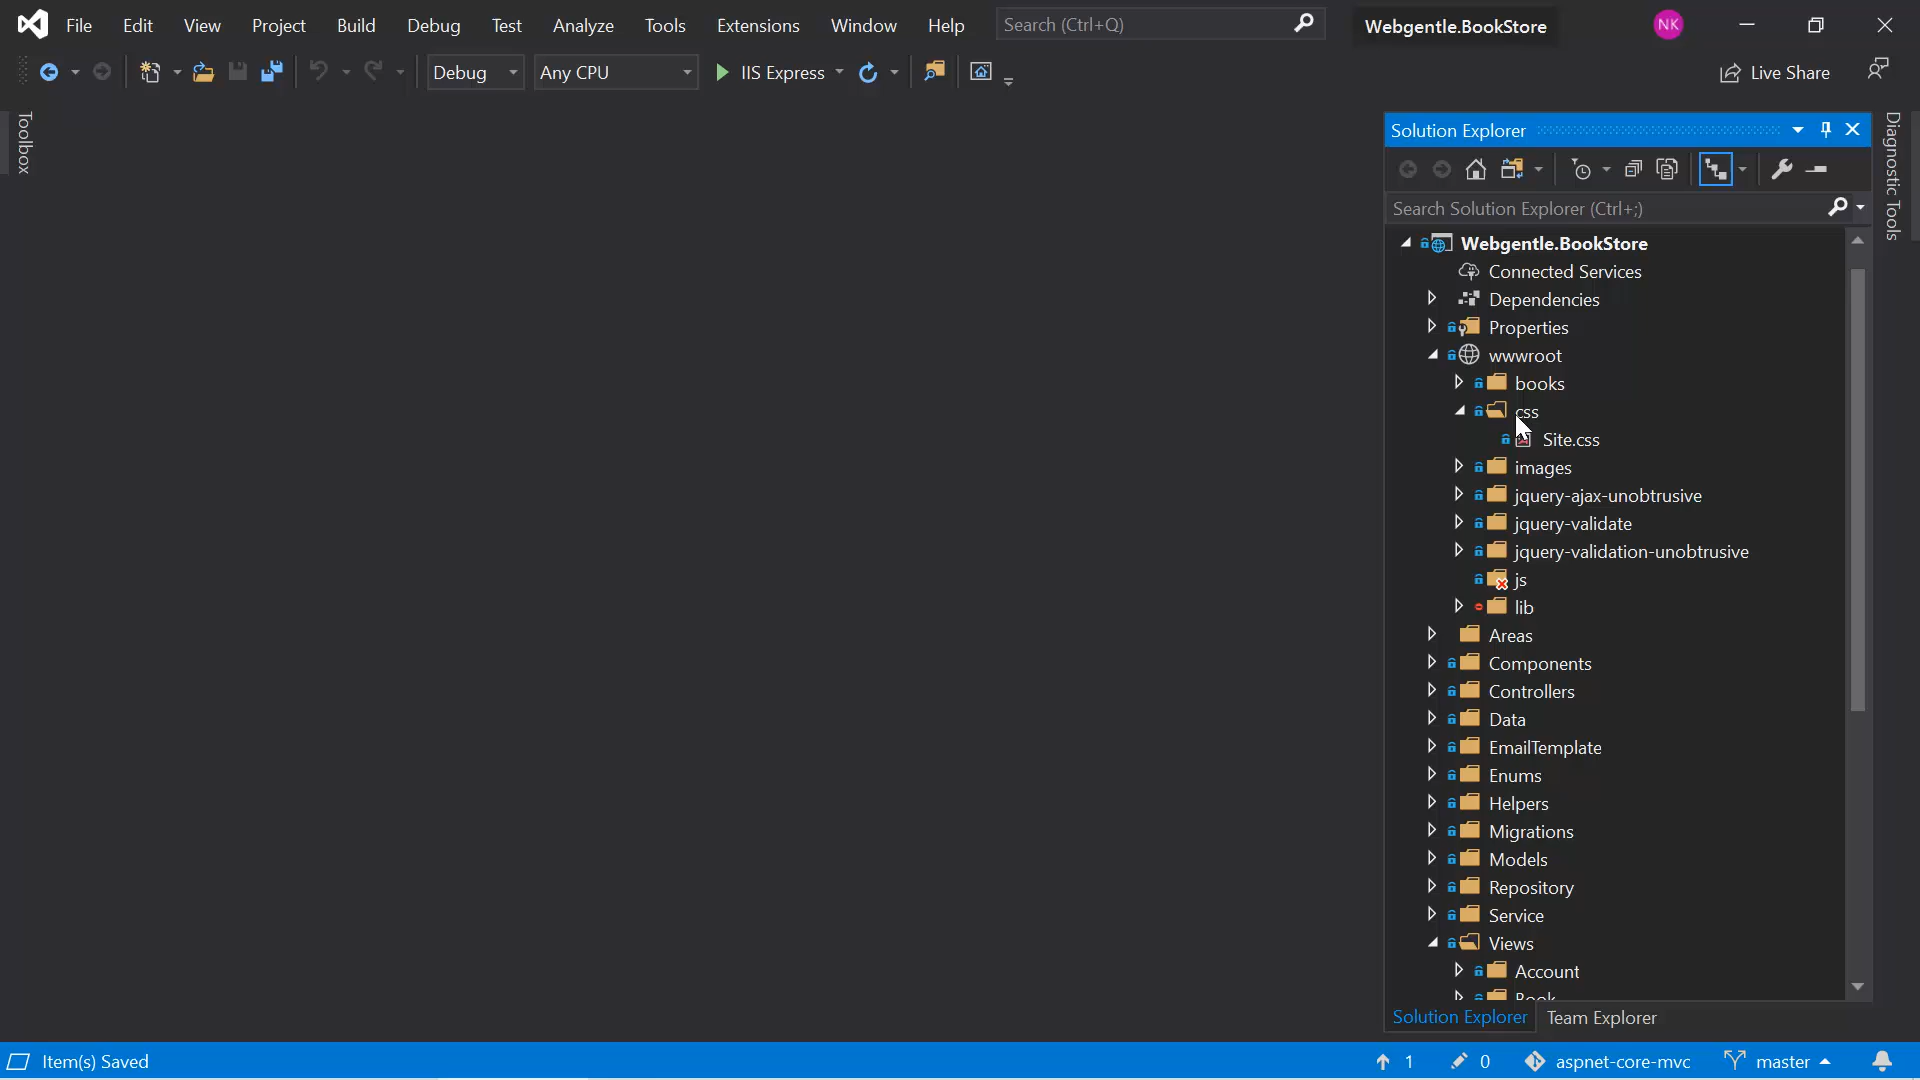 File Edit View Project Build Debug Test Analyze Tools Extensions Window Help Search (Ctrl+Q) Webgentle.BookStore NK
Debug Any CPU IIS Express Live Share
Toolbox
Solution Explorer
Diagnostic Tools
Search Solution Explorer (Ctrl+;)
Webgentle.BookStore
Connected Services
Dependencies
Properties
wwwroot
books
css
Site.css
images
jquery-ajax-unobtrusive
jquery-validate
jquery-validation-unobtrusive
js
lib
Areas
Components
Controllers
Data
EmailTemplate
Enums
Helpers
Migrations
Models
Repository
Service
Views
Account
Book
Solution Explorer Team Explorer
Item(s) Saved 1 0 aspnet-core-mvc master